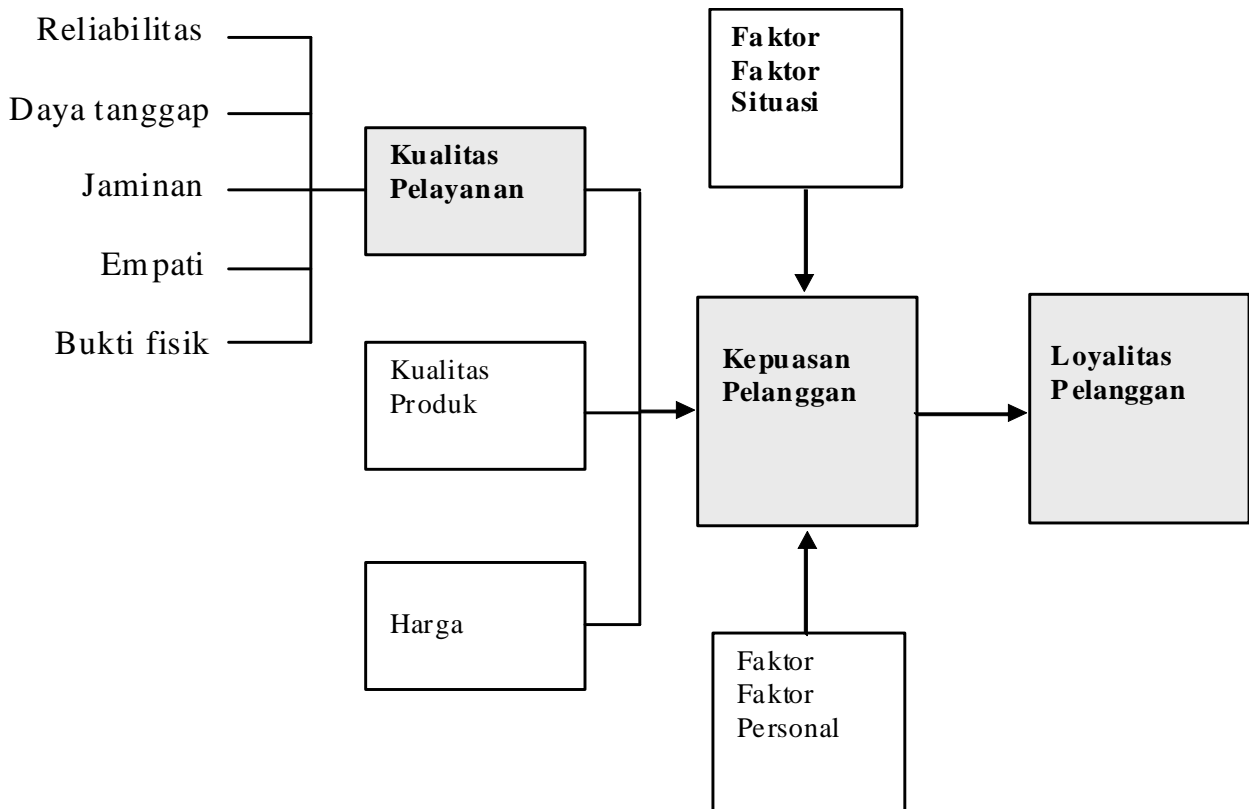 Reliabilitas
Daya tanggap
Jaminan
Empati
Bukti fisik
Kualitas
Pelayanan
Kualitas
Produk
Harga
Faktor
Faktor
Situasi
Kepuasan
Pelanggan
Faktor
Faktor
Personal
Loyalitas
Pelanggan